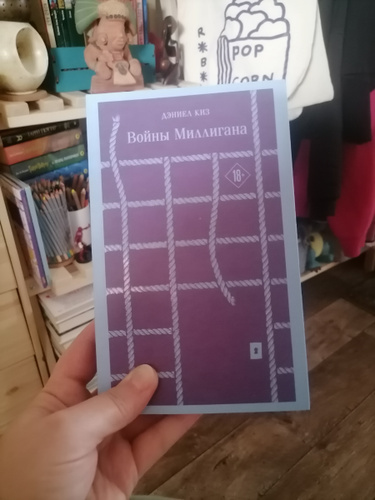 R*B*
POP
CORN
ДЭНИЕЛ КИЗ
Войны Миллигана
18+